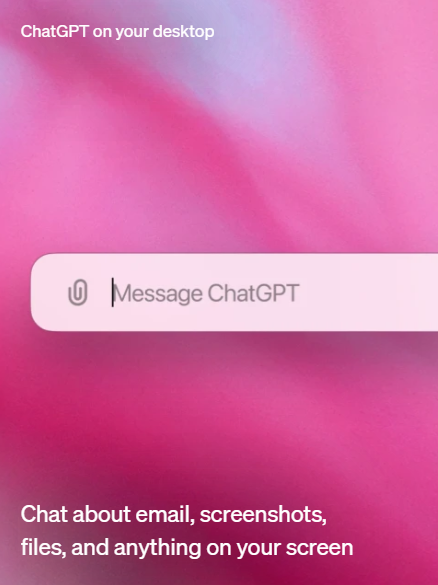 ChatGPT on your desktop
Message ChatGPT
Chat about email, screenshots,
files, and anything on your screen